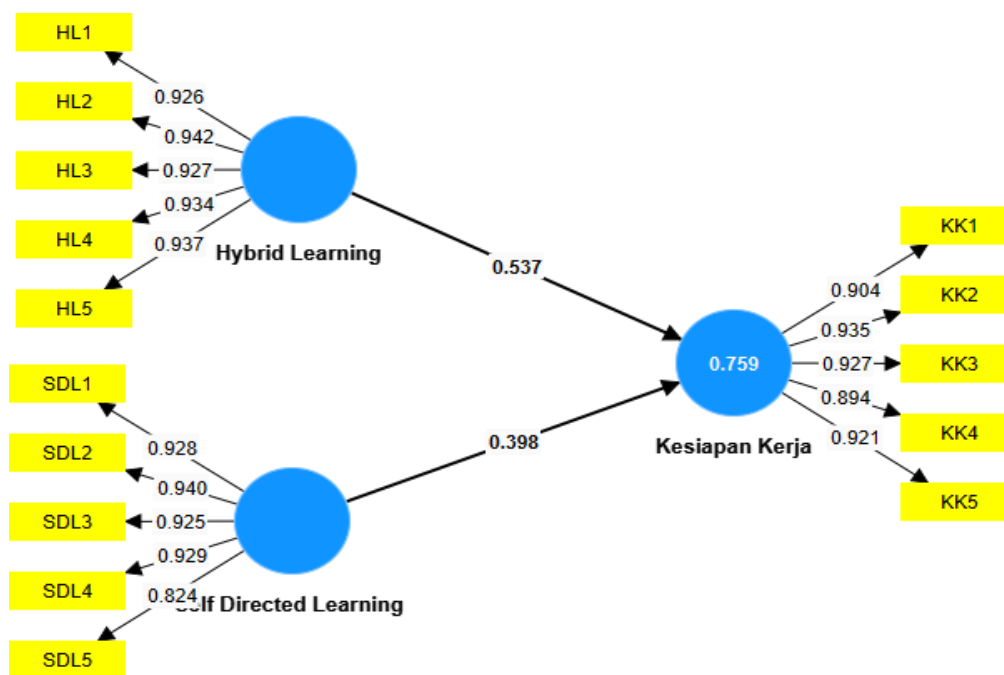 HL1
HL2
HL3
HL4
HL5
0.926
0.942
0.927
0.934
0.937
Hybrid Learning
0.537
SDL1
SDL2
SDL3
SDL4
SDL5
0.928
0.940
0.925
0.929
0.824
Self Directed Learning
0.398
0.759
Kesiapan Kerja
0.904
0.935
0.927
0.894
0.921
KK1
KK2
KK3
KK4
KK5